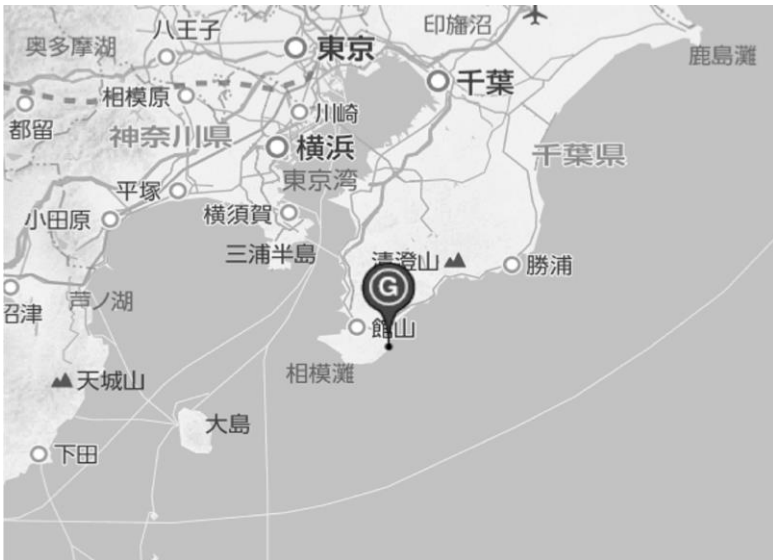 八王子
印旛沼
奥多摩湖
東京
鹿島灘
千葉
相模原
都留
川崎
神奈川県
横浜
千葉県
東京湾
平塚
小田原
横須賀
三浦半島
清澄山
勝浦
G
沼津
芦ノ湖
館山
相模灘
天城山
大島
下田